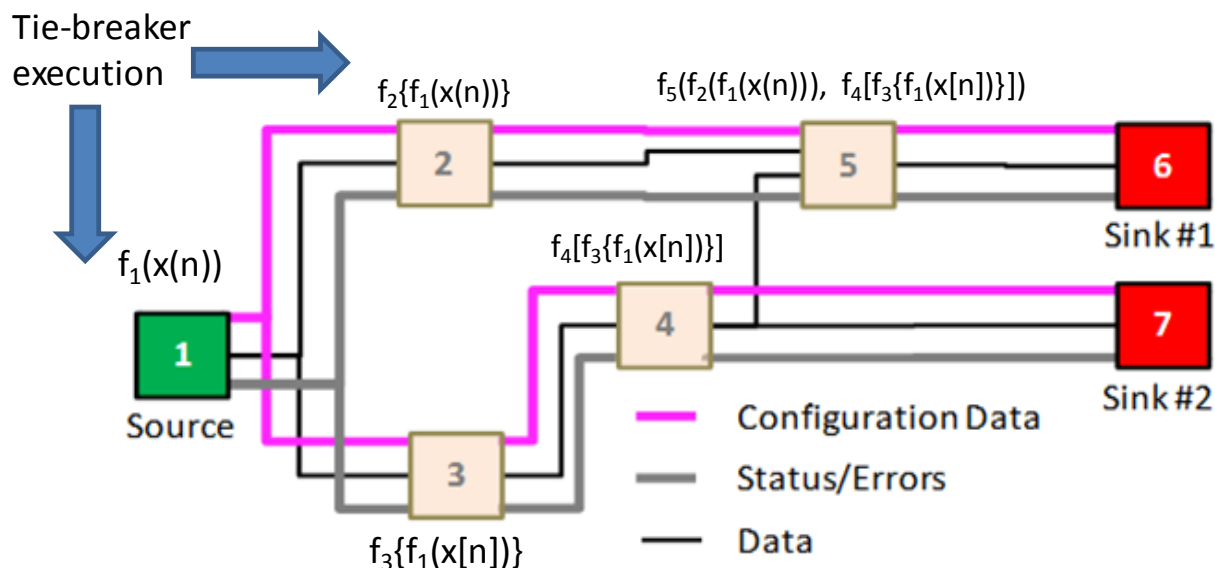 Tie-breaker
execution
f₂{f₁(x(n))}
f₅(f₂(f₁(x(n))), f₄[f₃{f₁(x[n])}])
2
5
6
Sink #1
f₄[f₃{f₁(x[n])}]
f₁(x(n))
4
7
1
Sink #2
Source
Configuration Data
3
Status/Errors
Data
f₃{f₁(x[n])}